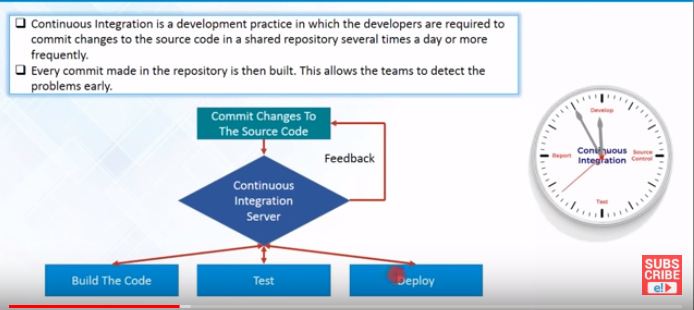 Continuous Integration is a development practice in which the developers are required to
commit changes to the source code in a shared repository several times a day or more
frequently.
Every commit made in the repository is then built. This allows the teams to detect the
problems early.
Commit Changes To
The Source Code
Feedback
Continuous
Integration
Server
Build The Code
Test
Deploy
Develop
Continuous
Integration
Report
Source
Control
Test
SUBS
CRIBE
e!